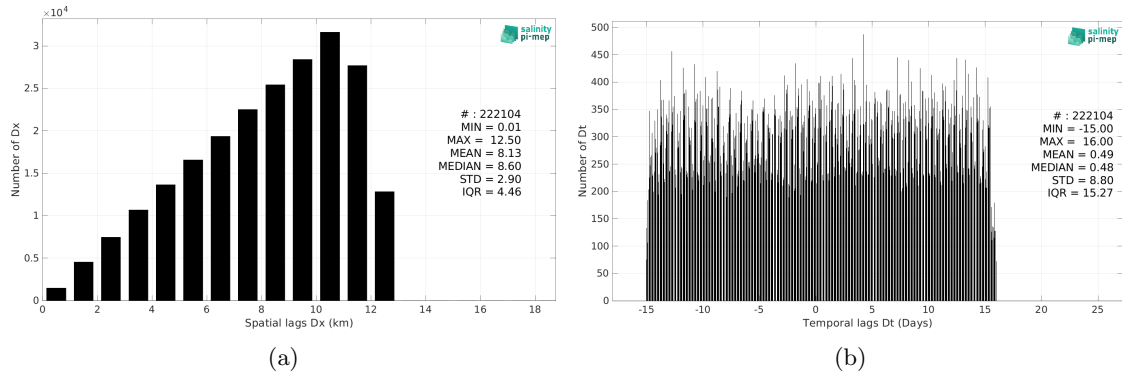 ×10⁴
3
2.5
2
1.5
1
0.5
0
Number of Dx
0 2 4 6 8 10 12 14 16 18
Spatial lags Dx (km)
salinity
pi-mep
# : 222104
MIN = 0.01
MAX = 12.50
MEAN = 8.13
MEDIAN = 8.60
STD = 2.90
IQR = 4.46
(a)
500
450
400
350
300
250
200
150
100
50
0
Number of Dt
-15 -10 -5 0 5 10 15 20 25
Temporal lags Dt (Days)
salinity
pi-mep
# : 222104
MIN = -15.00
MAX = 16.00
MEAN = 0.49
MEDIAN = 0.48
STD = 8.80
IQR = 15.27
(b)